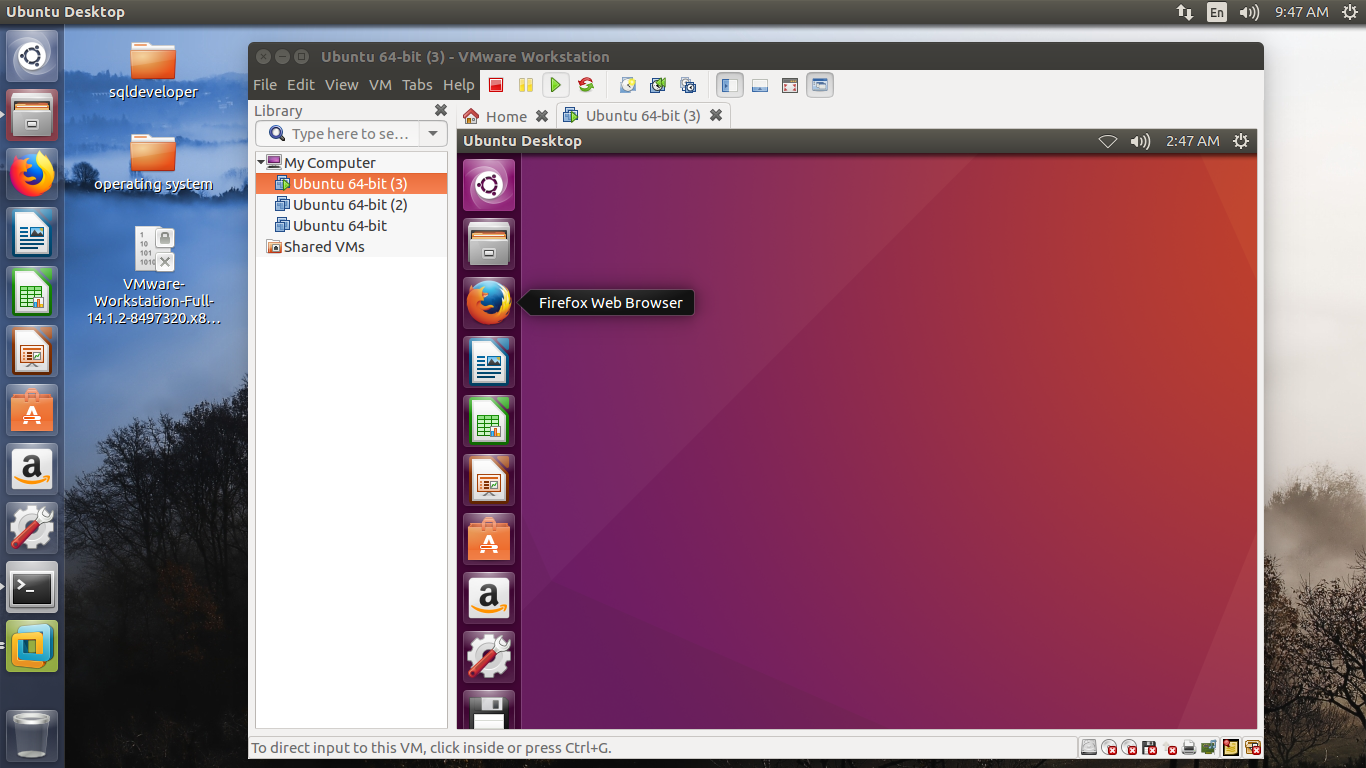 Ubuntu Desktop
En
9:47 AM
sqldeveloper
operating system
1
10
101
1010
VMware-
Workstation-Full-
14.1.2-8497320.x8...
Ubuntu 64-bit (3) - VMware Workstation
File Edit View VM Tabs Help
Library
Type here to se...
My Computer
Ubuntu 64-bit (3)
Ubuntu 64-bit (2)
Ubuntu 64-bit
Shared VMs
Home
Ubuntu 64-bit (3)
Ubuntu Desktop
2:47 AM
Firefox Web Browser
To direct input to this VM, click inside or press Ctrl+G.